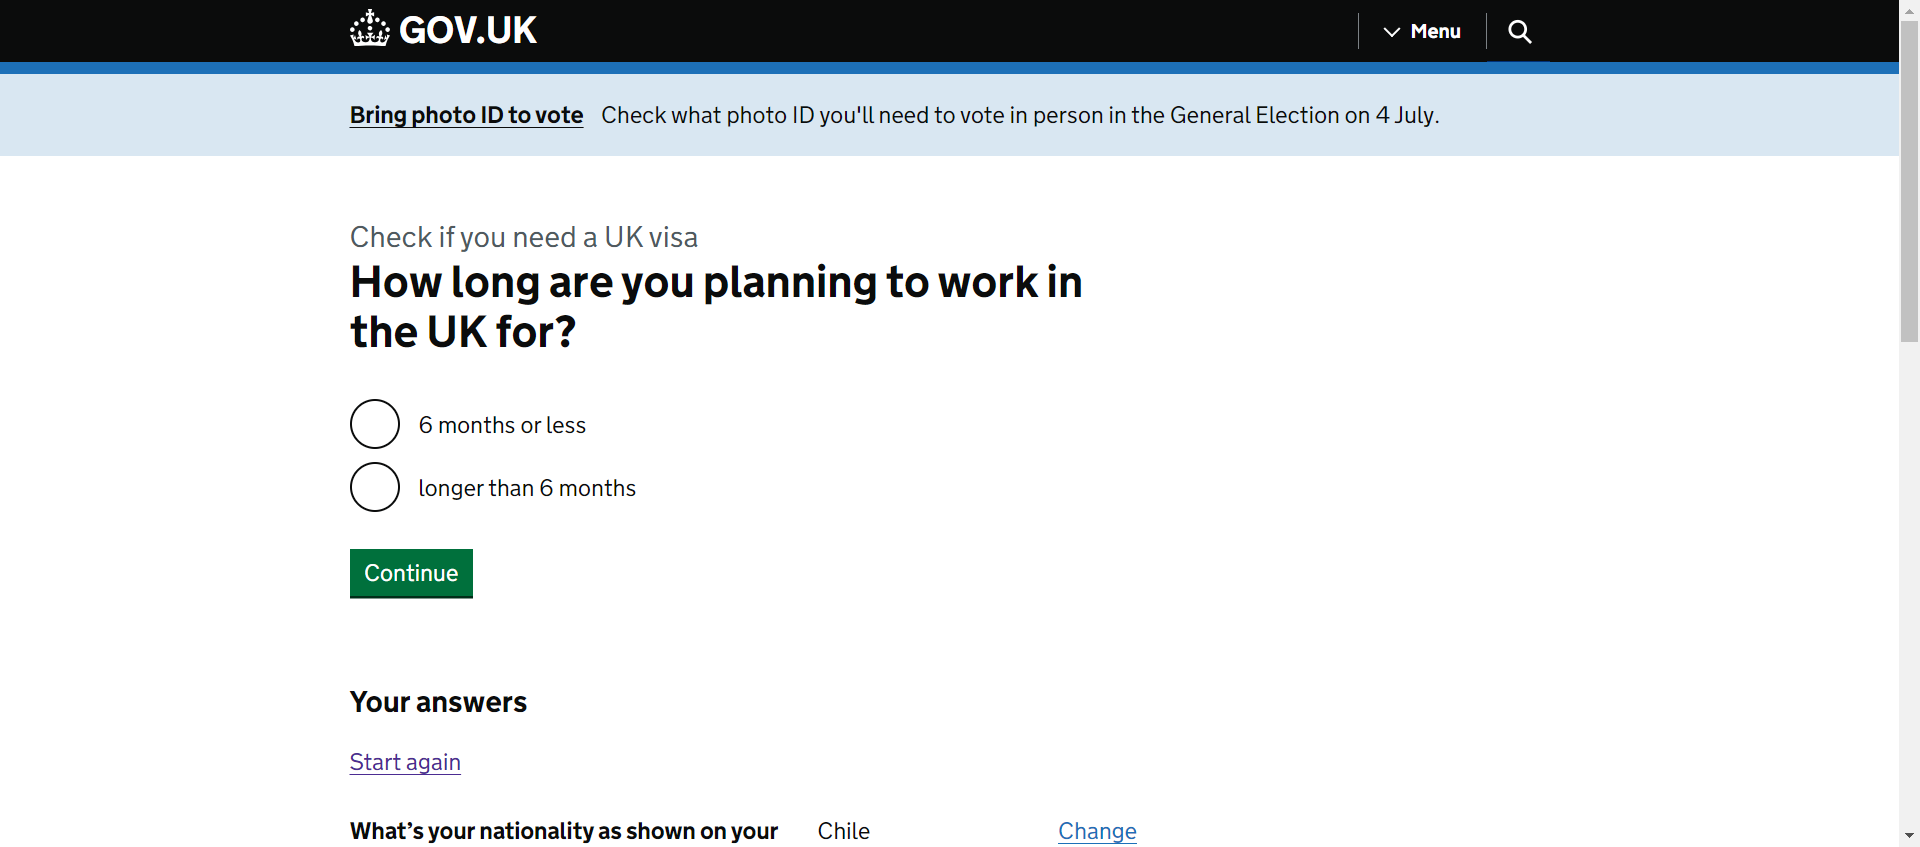 GOV.UK
Menu
Bring photo ID to vote Check what photo ID you'll need to vote in person in the General Election on 4 July.
Check if you need a UK visa
How long are you planning to work in
the UK for?
6 months or less
longer than 6 months
Continue
Your answers
Start again
What’s your nationality as shown on your Chile Change